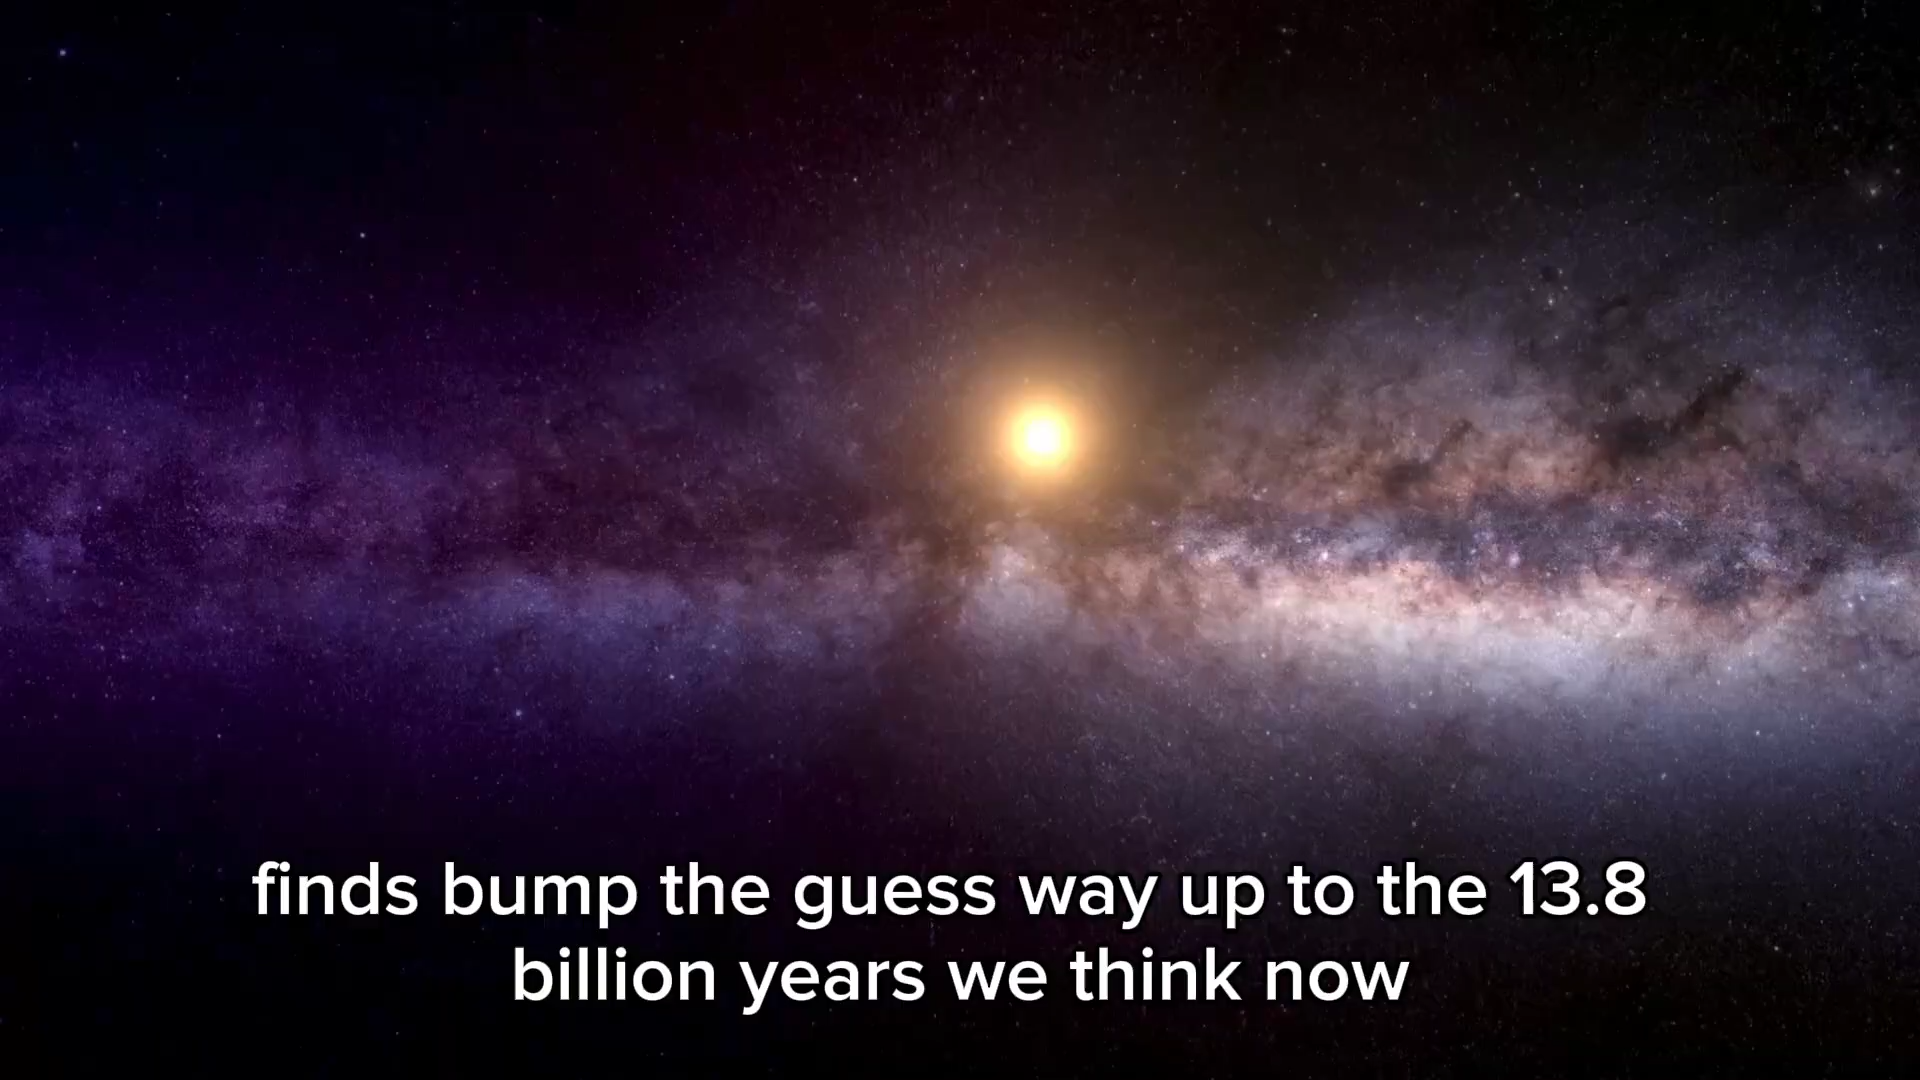 finds bump the guess way up to the 13.8
billion years we think now